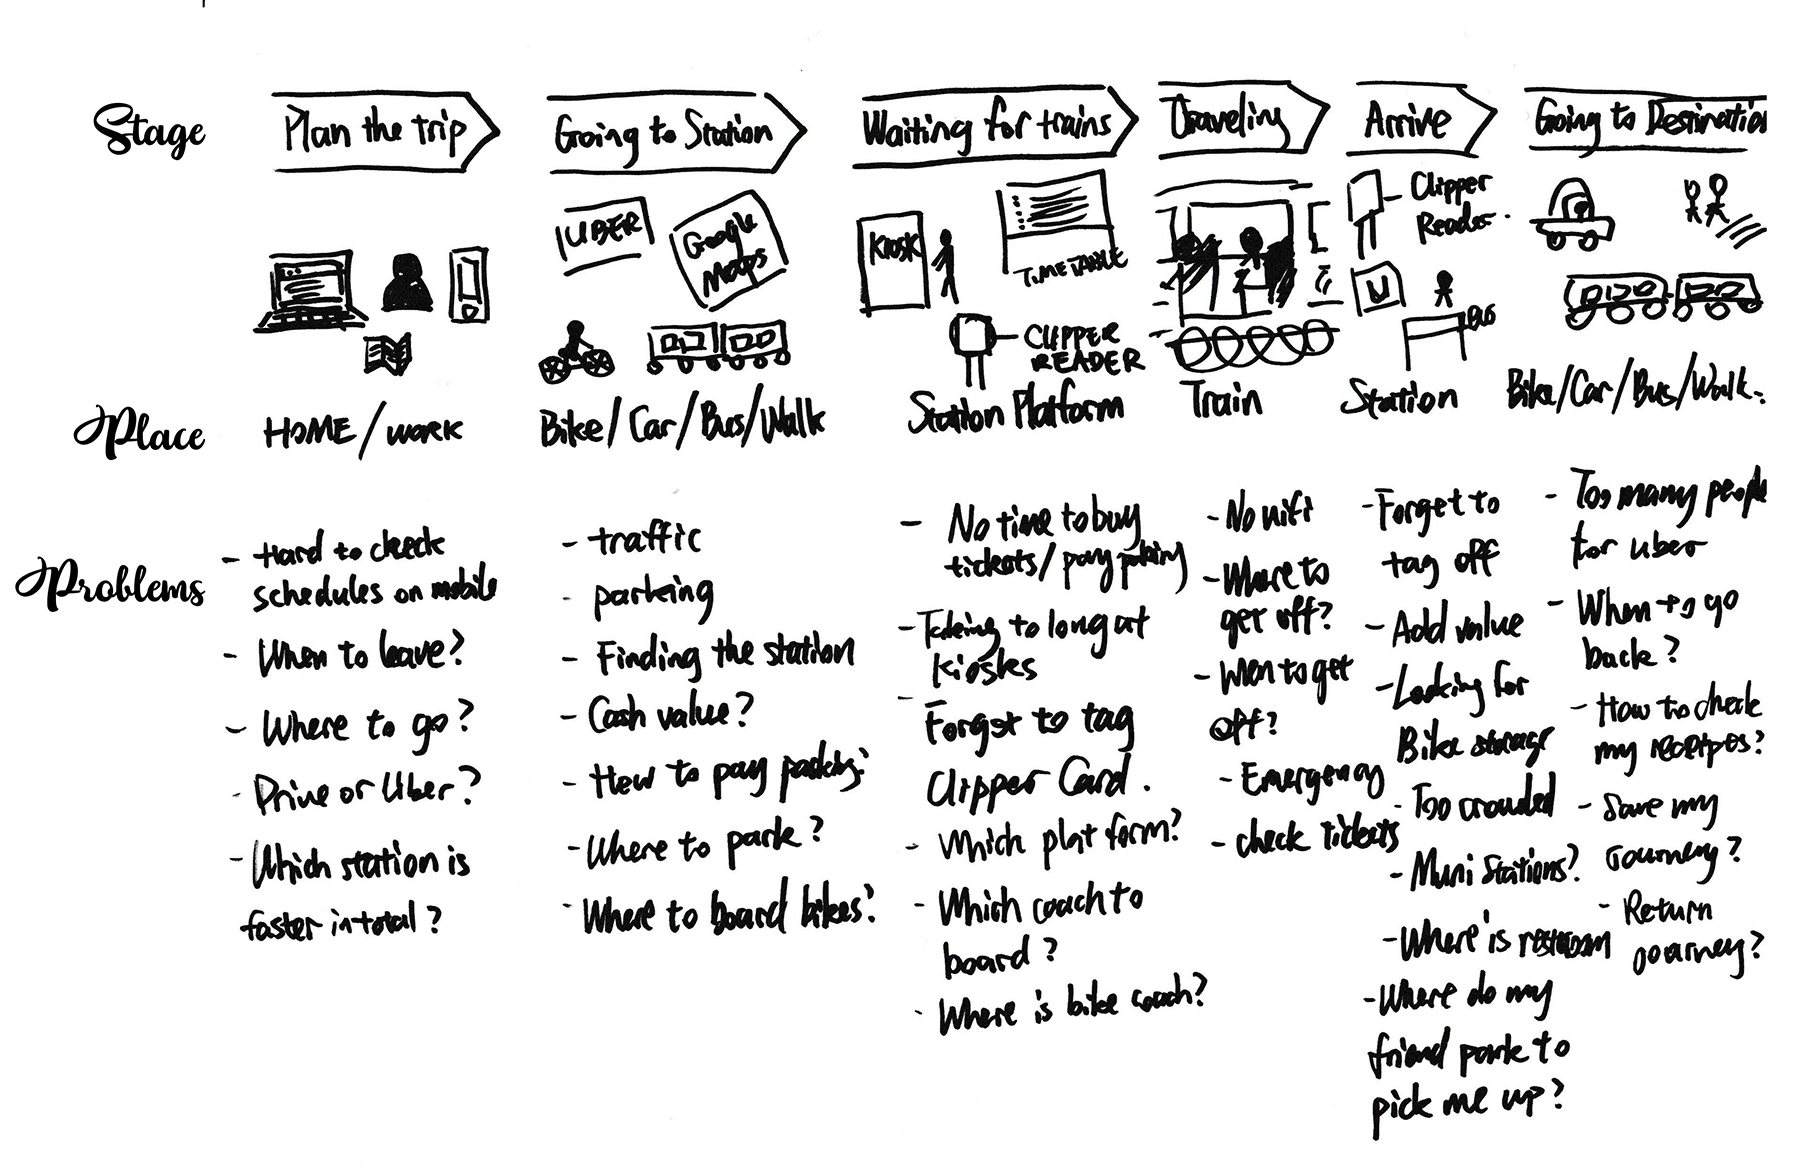 Stage
Plan the trip
Going to Station
Waiting for trains
Traveling
Arrive
Going to Destination
UBER
Google
Maps
KIOSK
TIMETABLE
CLIPPER
READER
Clipper
Reader
BUS
Place
HOME/WORK
Bike/Car/Bus/Walk
Station Platform
Train
Station
Bike/Car/Bus/Walk.
Problems
- Hard to check
schedules on mobile
- When to leave?
- Where to go?
- Drive or Uber?
- Which station is
faster in total?
- traffic
- parking
- Finding the station
- Cash value?
- How to pay parking?
- Where to park?
- Where to board bikes?
- No time to buy
tickets/pay parking
- Taking to long at
kiosks
- Forget to tag
Clipper Card.
- Which plat form?
- Which coach to
board?
- Where is bike coach?
- No wifi
- Where to
get off?
- When to get
off?
- Emergency
- check tickets
- Forget to
tag off
- Add value
- Looking for
Bike storage
- Too crowded
- Muni Stations?
- Where is restroom
- Where do my
friend park to
pick me up?
- Too many people
for uber
- When to go
back?
- How to check
my receiptes?
- Save my
Journey?
- Return
Journey?